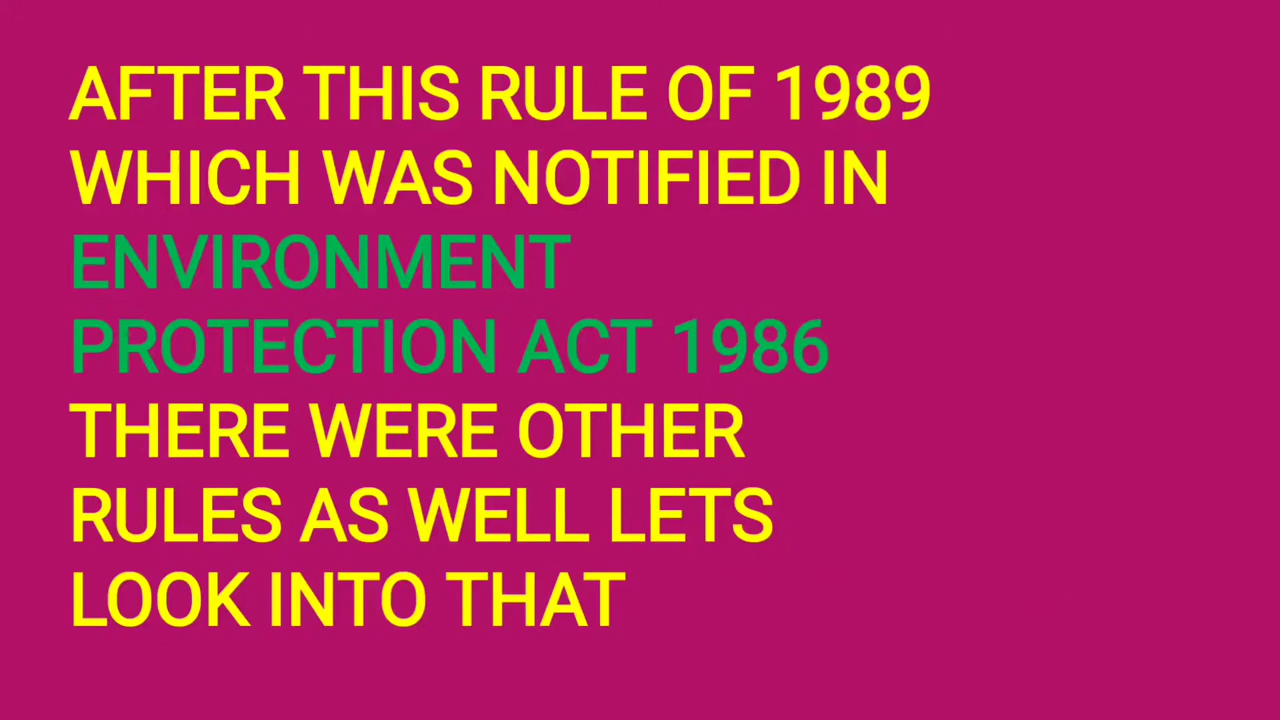 AFTER THIS RULE OF 1989
WHICH WAS NOTIFIED IN
ENVIRONMENT
PROTECTION ACT 1986
THERE WERE OTHER
RULES AS WELL LETS
LOOK INTO THAT